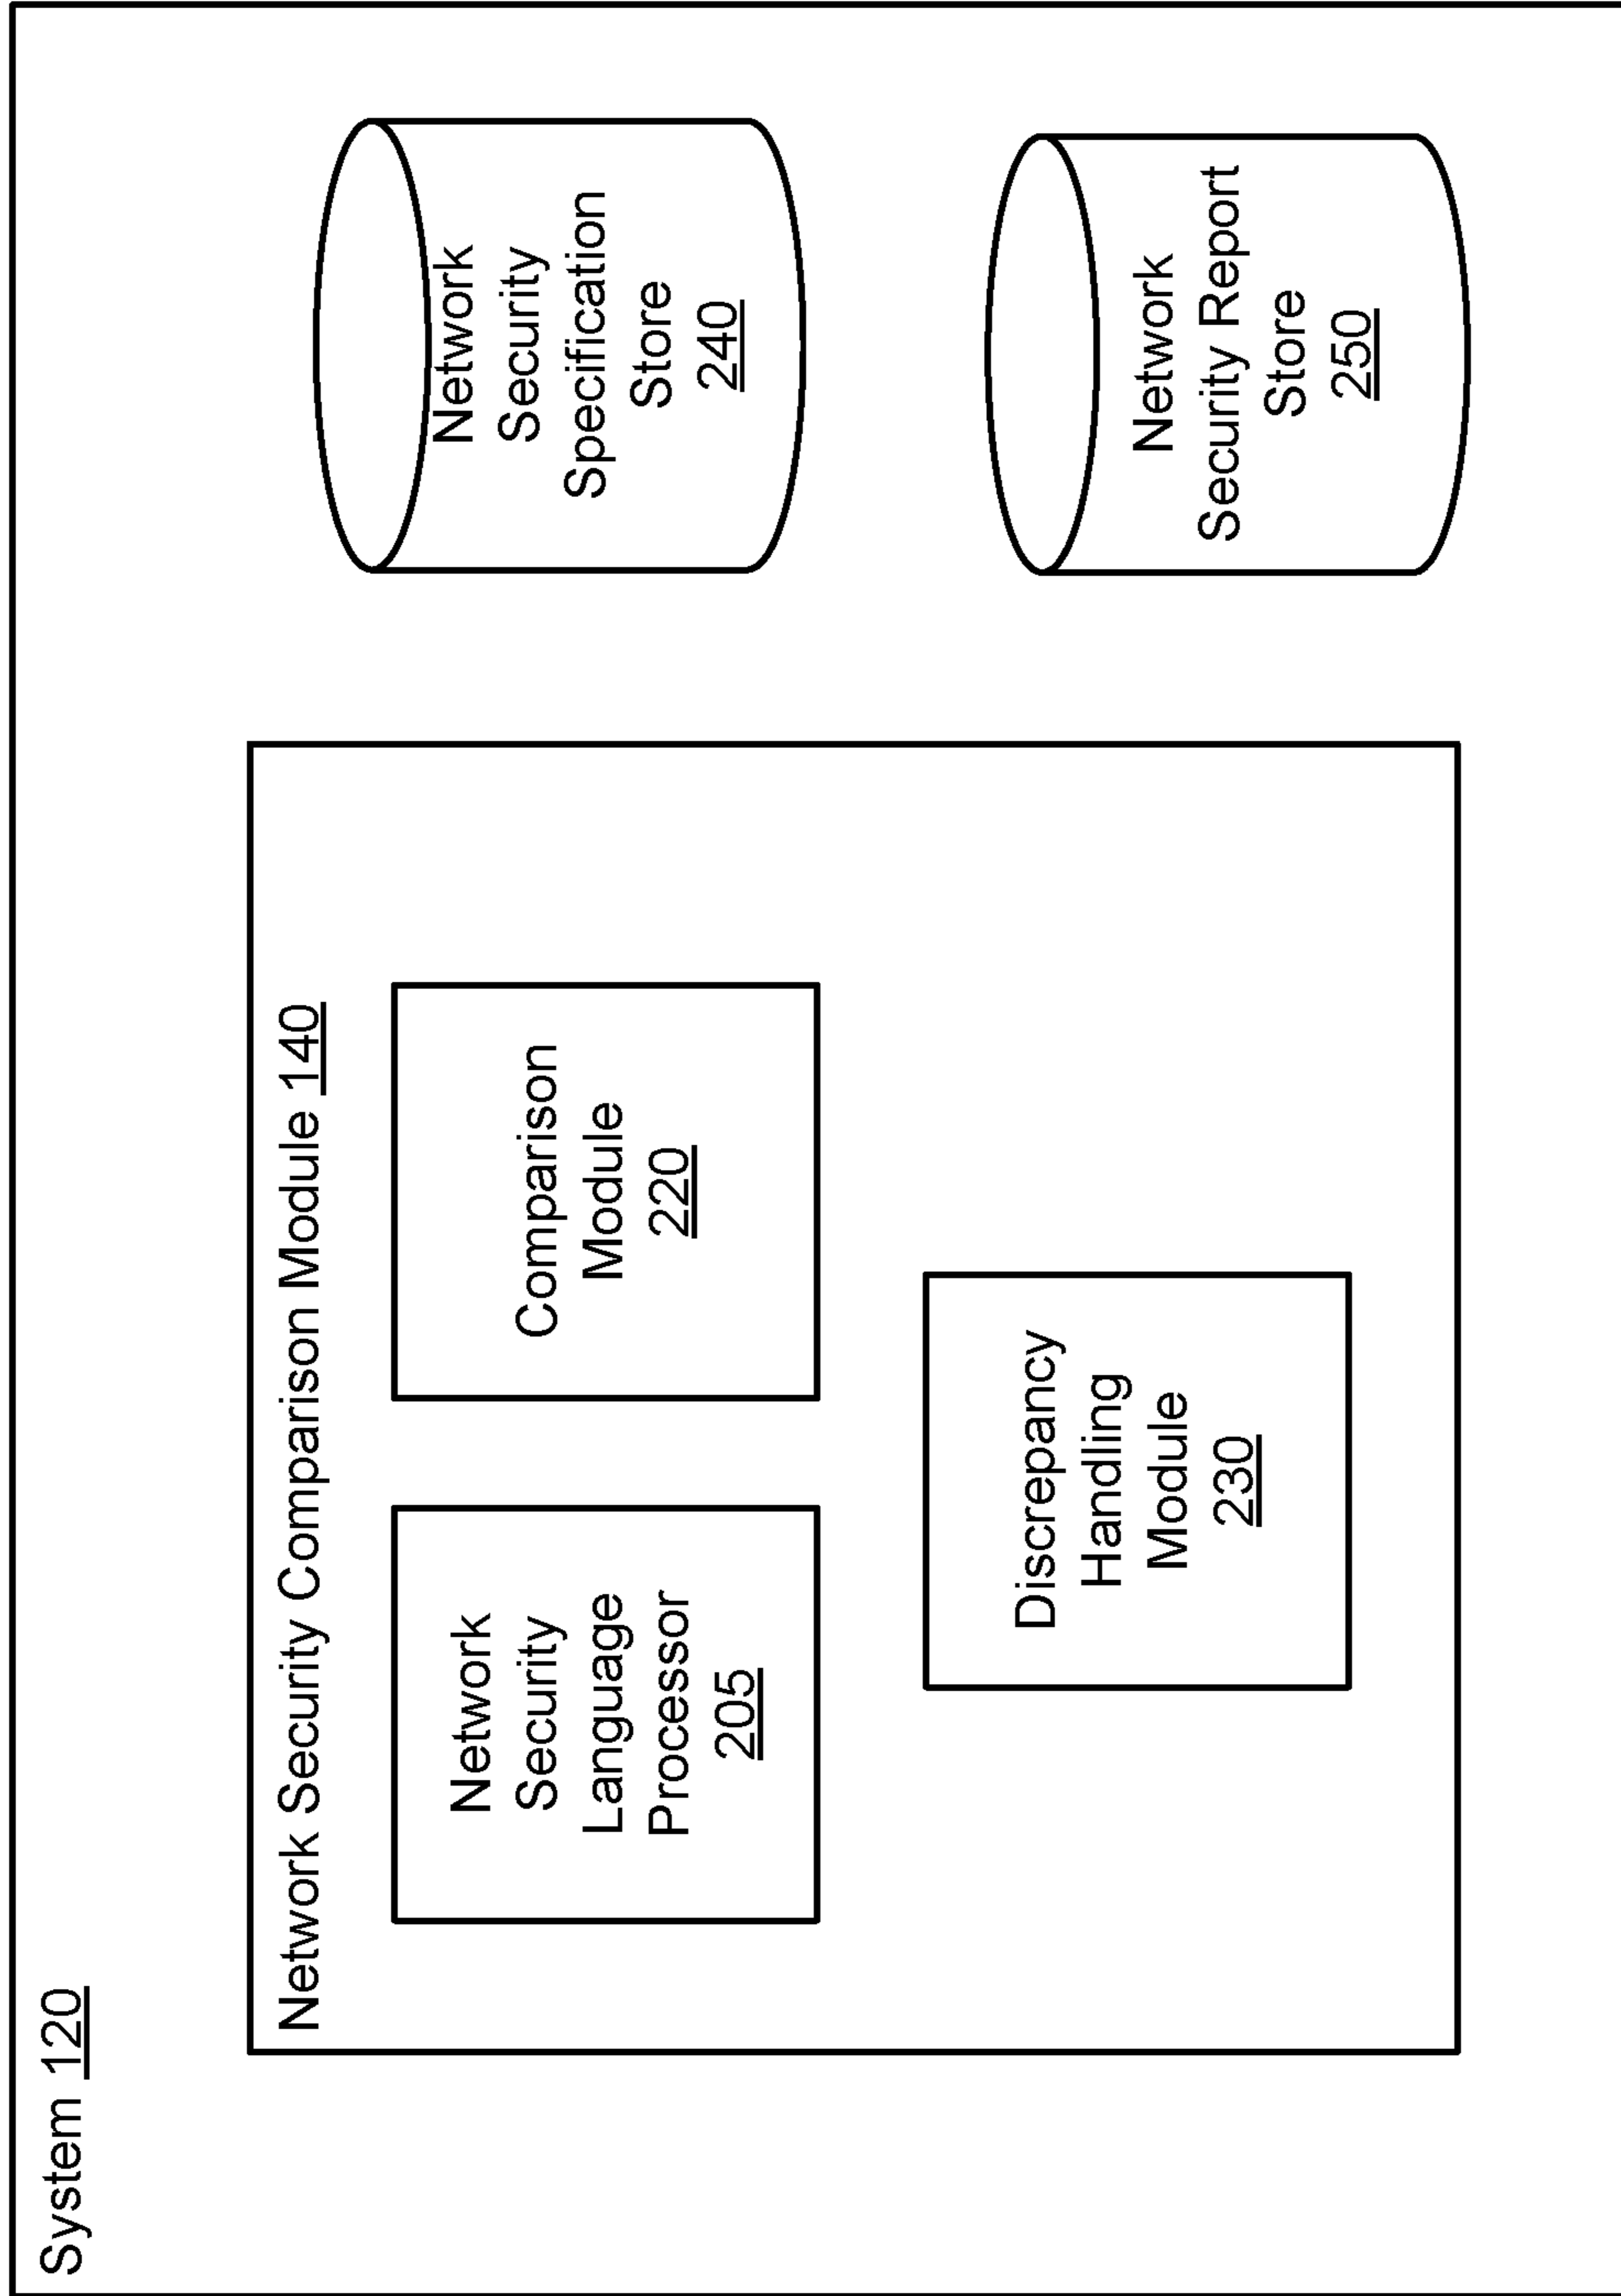 System 120
Network Security Comparison Module 140
Network
Security
Language
Processor
205
Comparison
Module
220
Discrepancy
Handling
Module
230
Network
Security
Specification
Store
240
Network
Security Report
Store
250